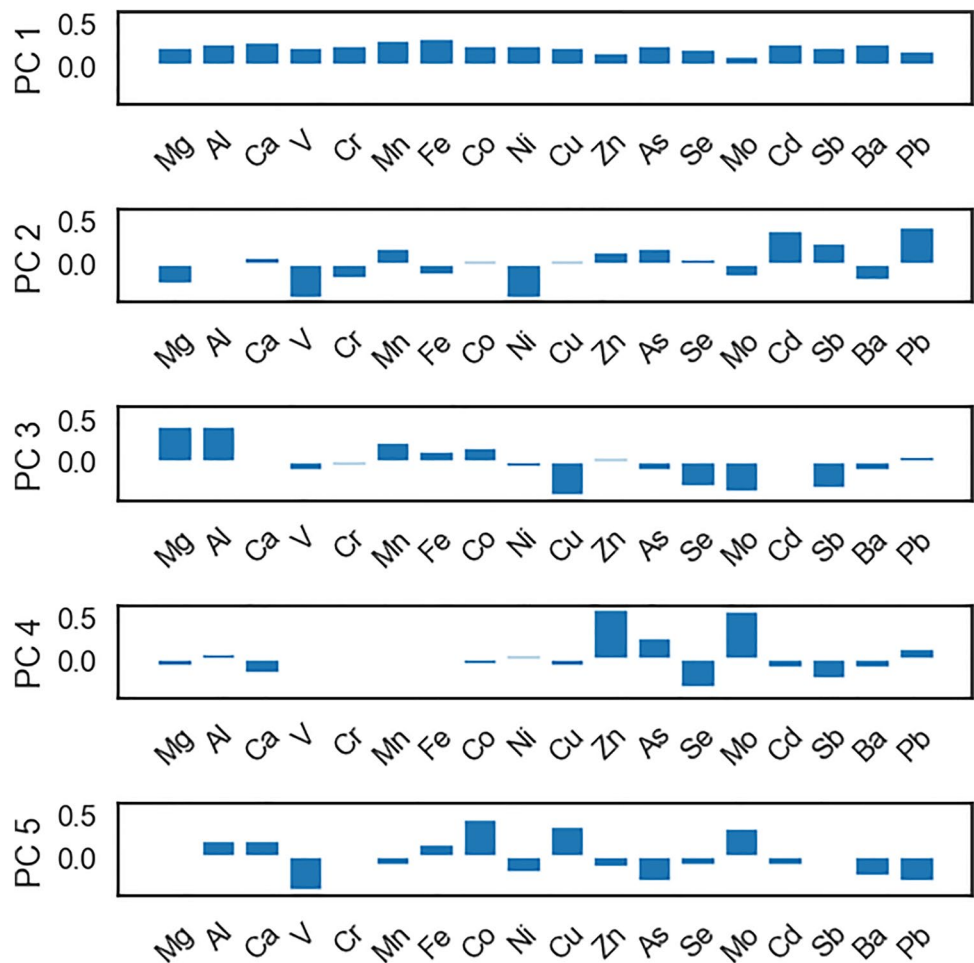 PC 1
0.5
0.0
Mg Al Ca V Cr Mn Fe Co Ni Cu Zn As Se Mo Cd Sb Ba Pb
PC 2
0.5
0.0
Mg Al Ca V Cr Mn Fe Co Ni Cu Zn As Se Mo Cd Sb Ba Pb
PC 3
0.5
0.0
Mg Al Ca V Cr Mn Fe Co Ni Cu Zn As Se Mo Cd Sb Ba Pb
PC 4
0.5
0.0
Mg Al Ca V Cr Mn Fe Co Ni Cu Zn As Se Mo Cd Sb Ba Pb
PC 5
0.5
0.0
Mg Al Ca V Cr Mn Fe Co Ni Cu Zn As Se Mo Cd Sb Ba Pb